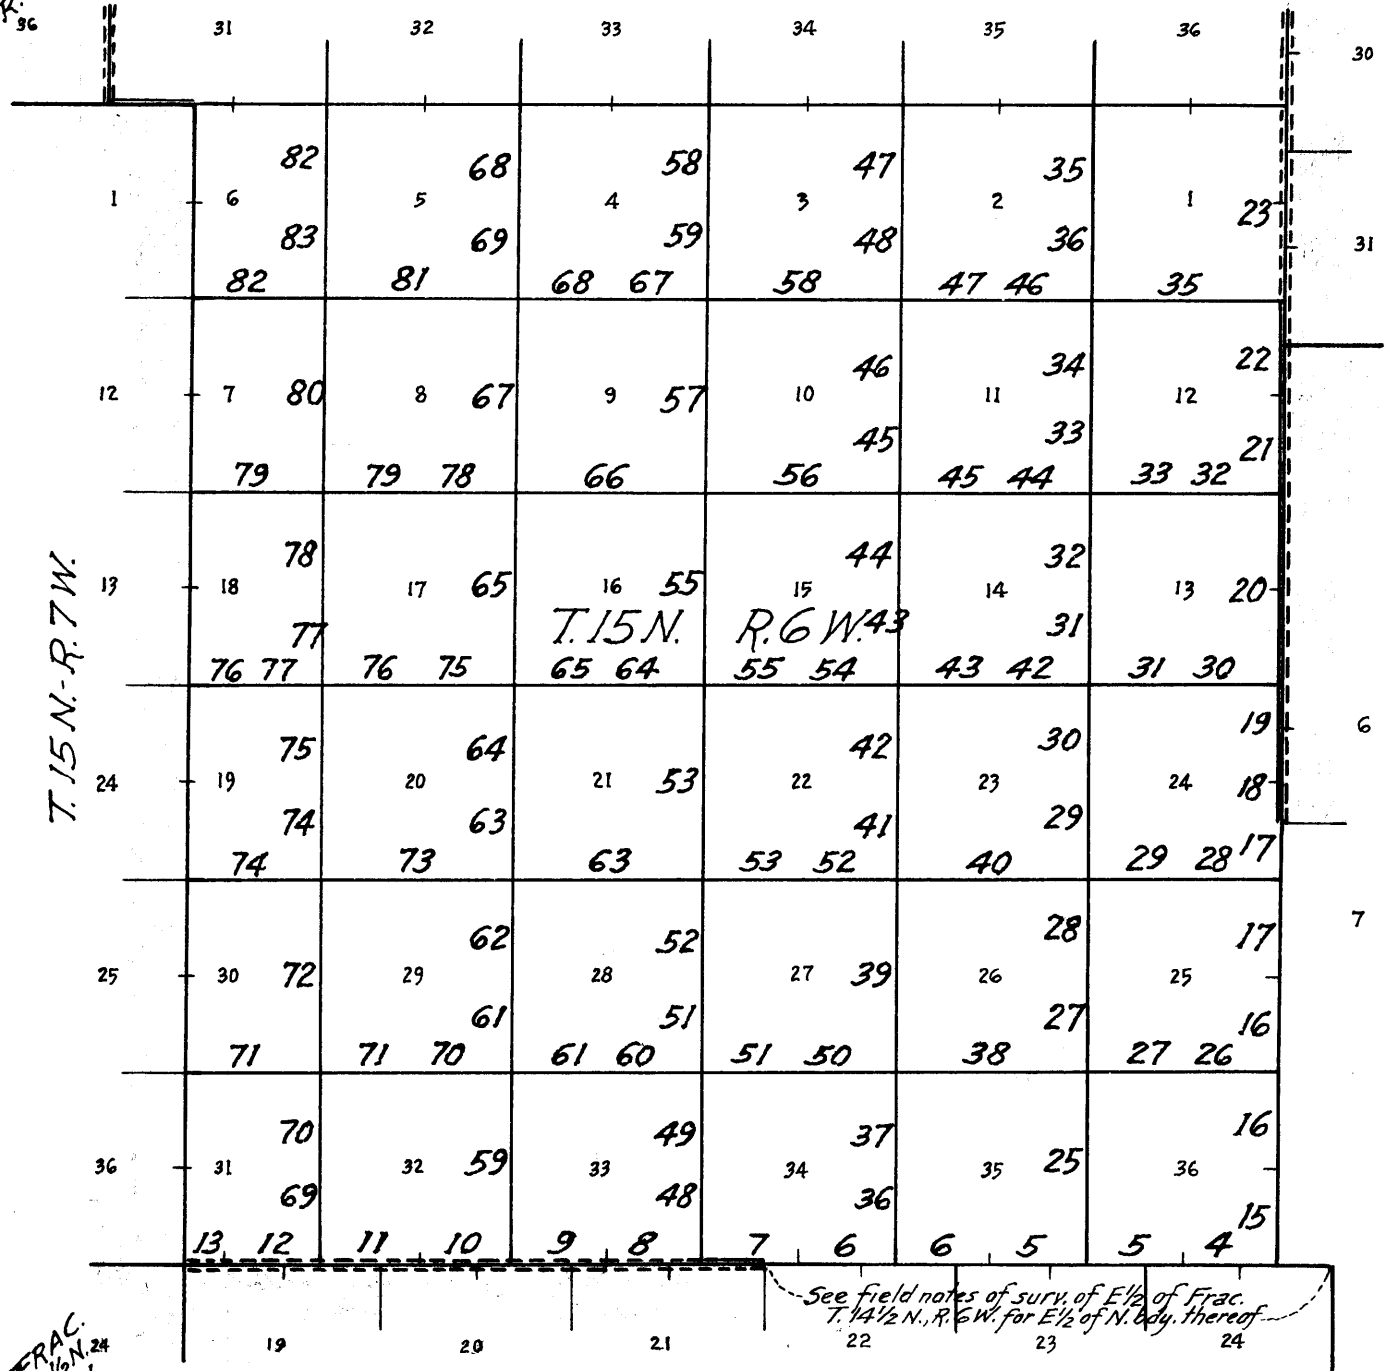 R.
36 31 32 33 34 35 36 30
82 68 58 47 35
1 6 5 4 3 2 1 23
83 69 59 48 36 31
82 81 68 67 58 47 46 35
46 34 22
12 7 80 8 67 9 57 10 11 12
45 33 21
79 79 78 66 56 45 44 33 32
78 44 32
13 18 17 65 16 55 15 14 13 20
T. 15 N. R. 6 W. 43 31
77
76 77 76 75 65 64 55 54 43 42 31 30
T. 15 N. - R. 7 W.
75 64 42 30 19 6
24 19 20 21 53 22 23 24 18
74 63 41 29 17
74 73 63 53 52 40 29 28
62 52 28 17 7
25 30 72 29 28 27 39 26 25
61 51 27 16
71 71 70 61 60 51 50 38 27 26
70 49 37 16
36 31 32 59 33 34 35 25 36
69 48 36 15
13 12 11 10 9 8 7 6 6 5 5 4
See field notes of surv. of E½ of Frac.
T. 14½ N., R. 6 W. for E½ of N. bdy. thereof
FRAC.
½ N. 24 19 20 21 22 23 24